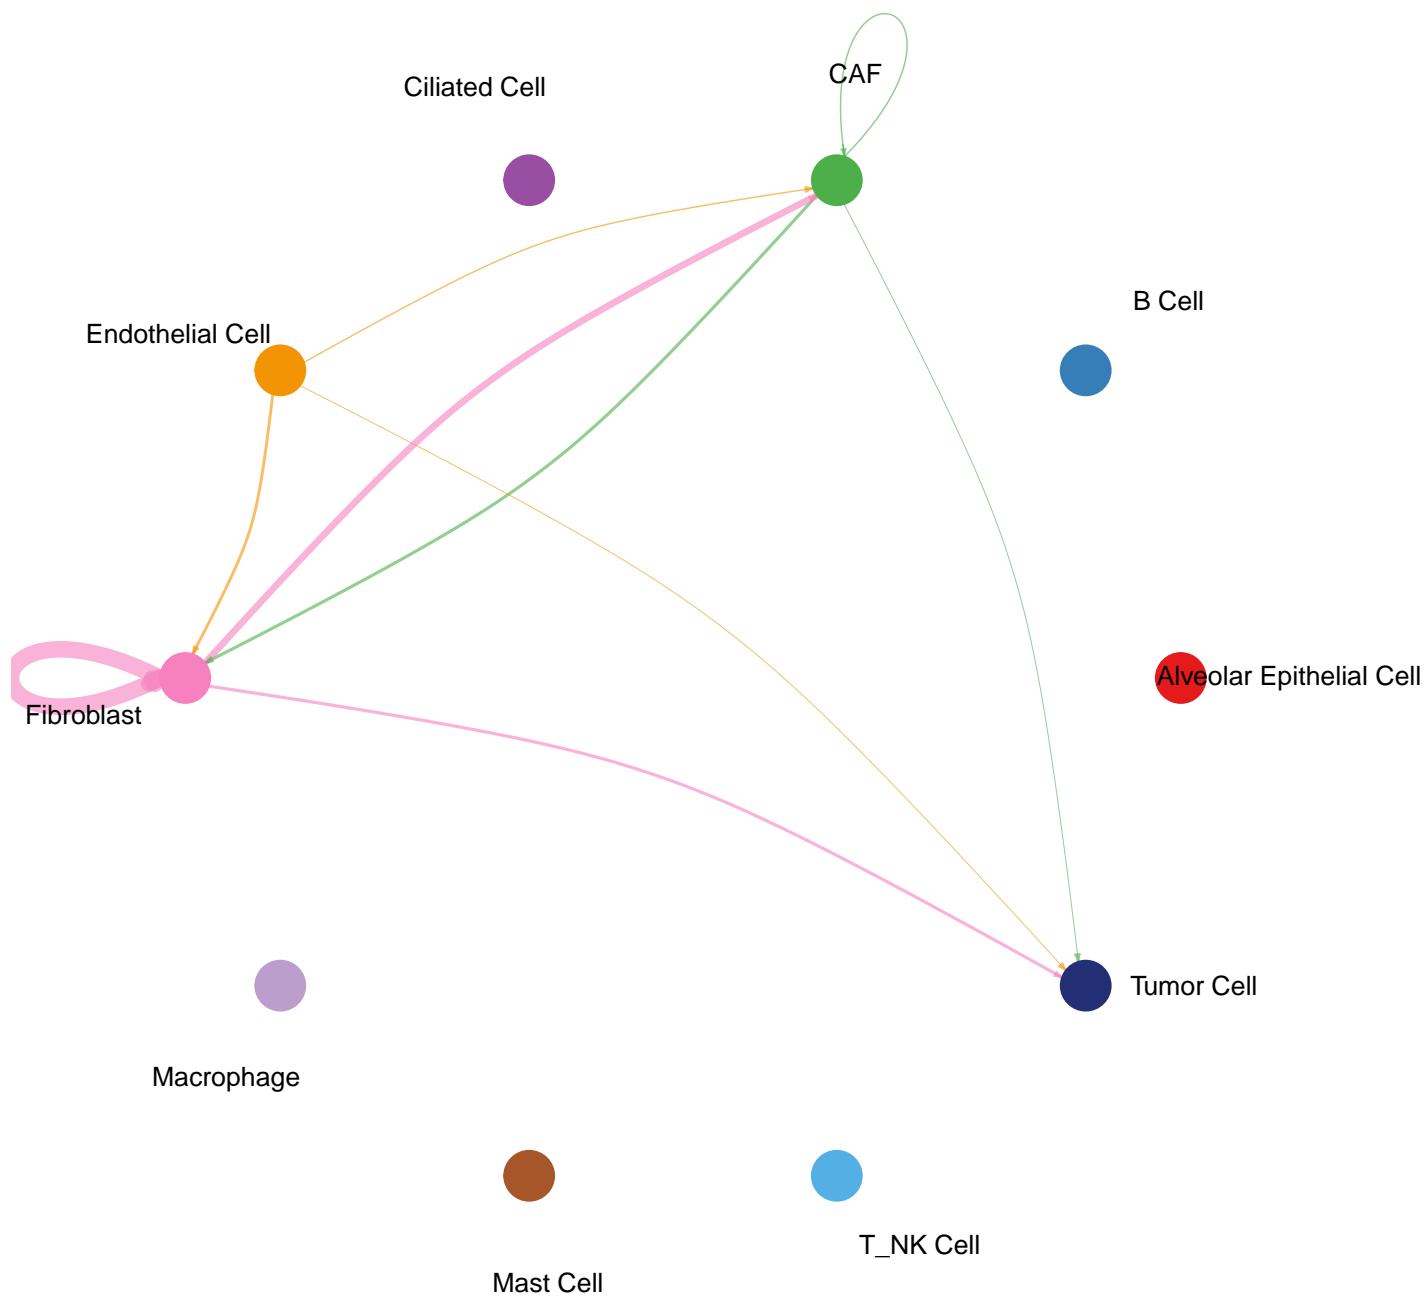 CAF
Ciliated Cell
B Cell
Endothelial Cell
Alveolar Epithelial Cell
Fibroblast
Tumor Cell
Macrophage
T_NK Cell
Mast Cell